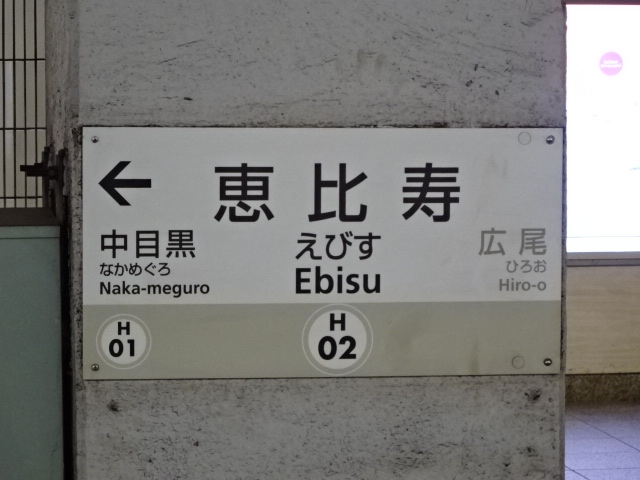 ← 恵比寿
中目黒 えびす 広尾
なかめぐろ Ebisu ひろお
Naka-meguro Hiro-o
H H
01 02